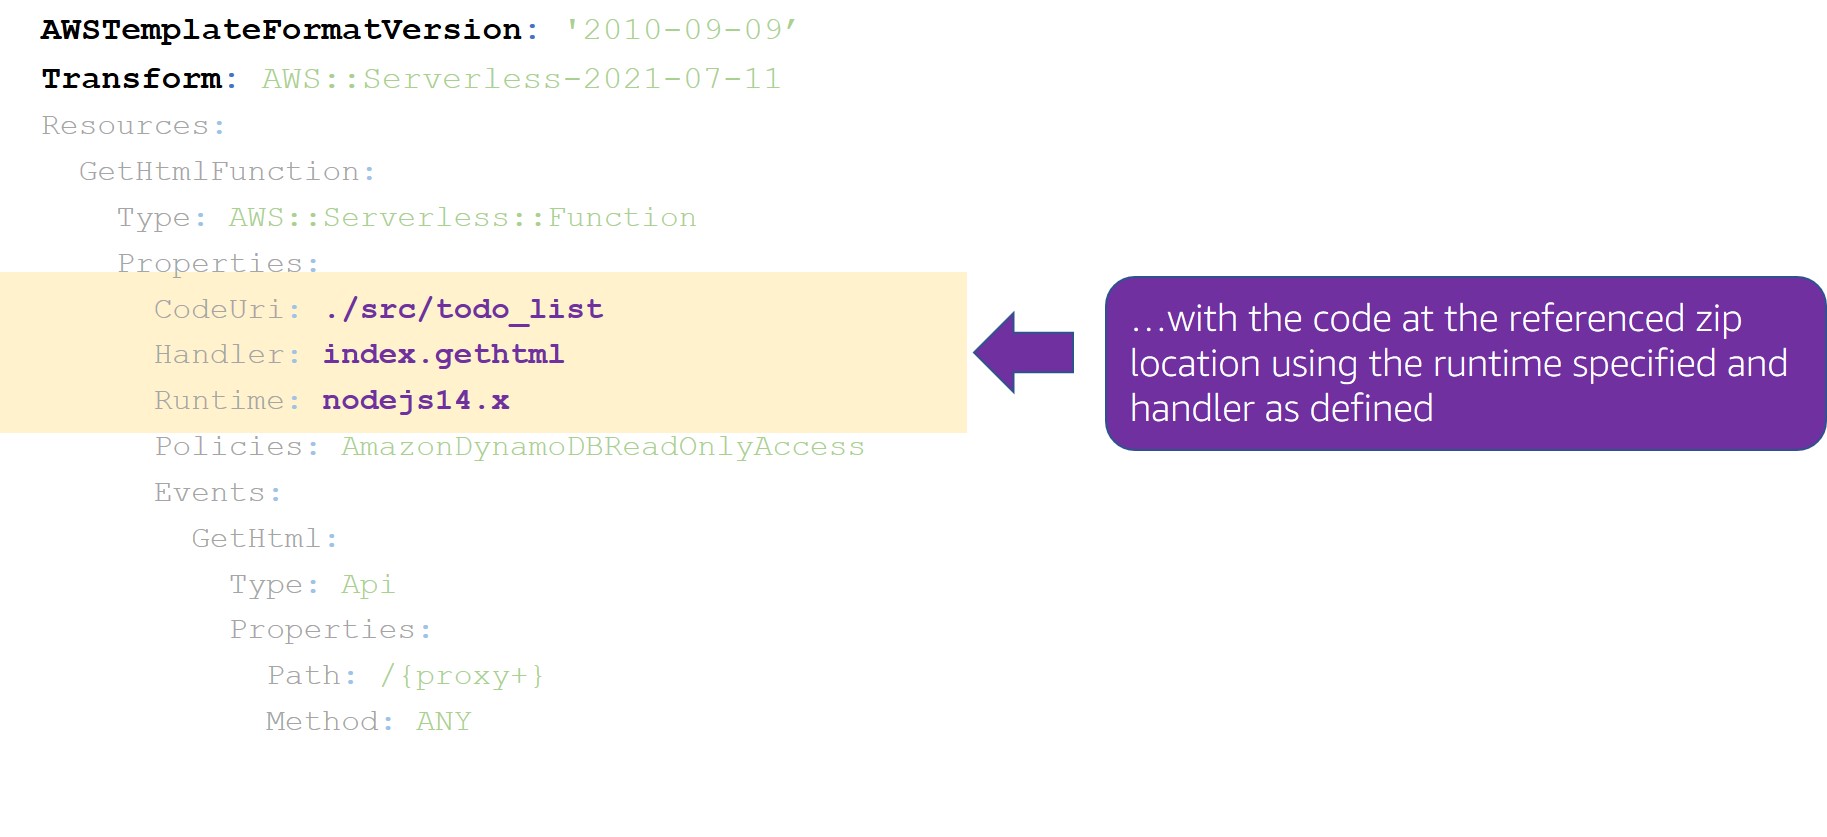 AWSTemplateFormatVersion: '2010-09-09’
Transform: AWS::Serverless-2021-07-11
Resources:
  GetHtmlFunction:
    Type: AWS::Serverless::Function
    Properties:
      CodeUri: ./src/todo_list
      Handler: index.gethtml
      Runtime: nodejs14.x
      Policies: AmazonDynamoDBReadOnlyAccess
      Events:
        GetHtml:
          Type: Api
          Properties:
            Path: /{proxy+}
            Method: ANY
…with the code at the referenced zip
location using the runtime specified and
handler as defined